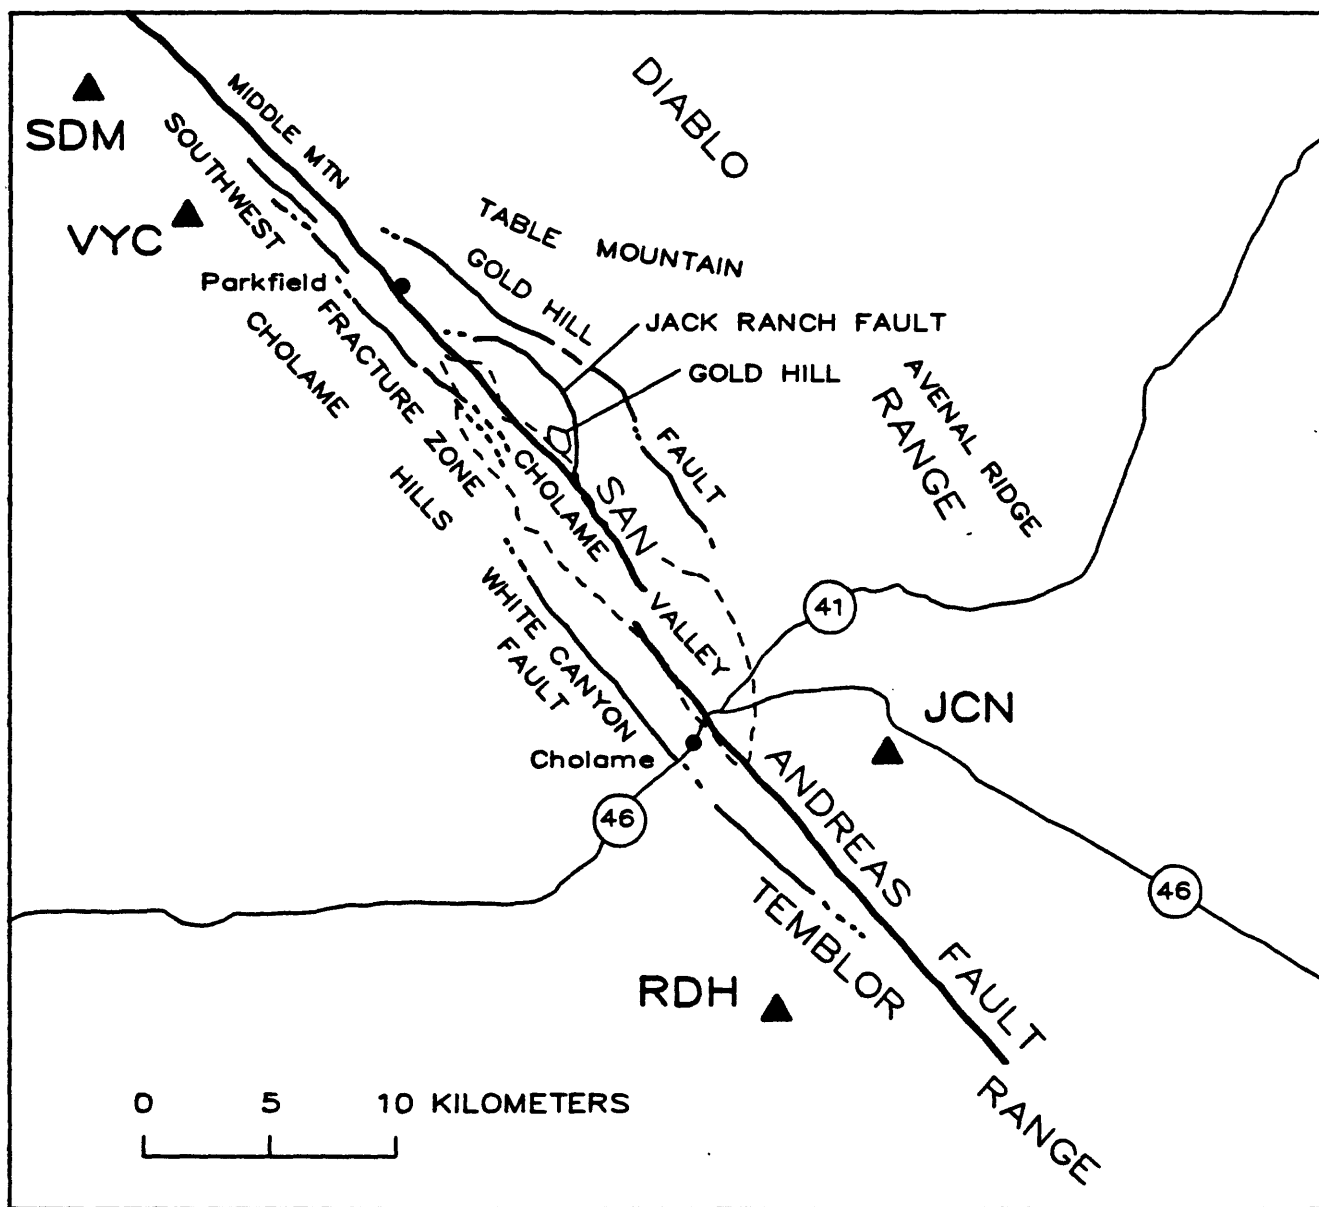 DIABLO
RANGE
MIDDLE MTN
SDM
SOUTHWEST
FRACTURE ZONE
VYC
TABLE MOUNTAIN
GOLD HILL
FAULT
Parkfield
JACK RANCH FAULT
GOLD HILL
CHOLAME
HILLS
AVENAL RIDGE
CHOLAME
VALLEY
SAN
ANDREAS
FAULT
WHITE CANYON
FAULT
41
JCN
Cholame
46
46
TEMBLOR
RANGE
RDH
0 5 10 KILOMETERS